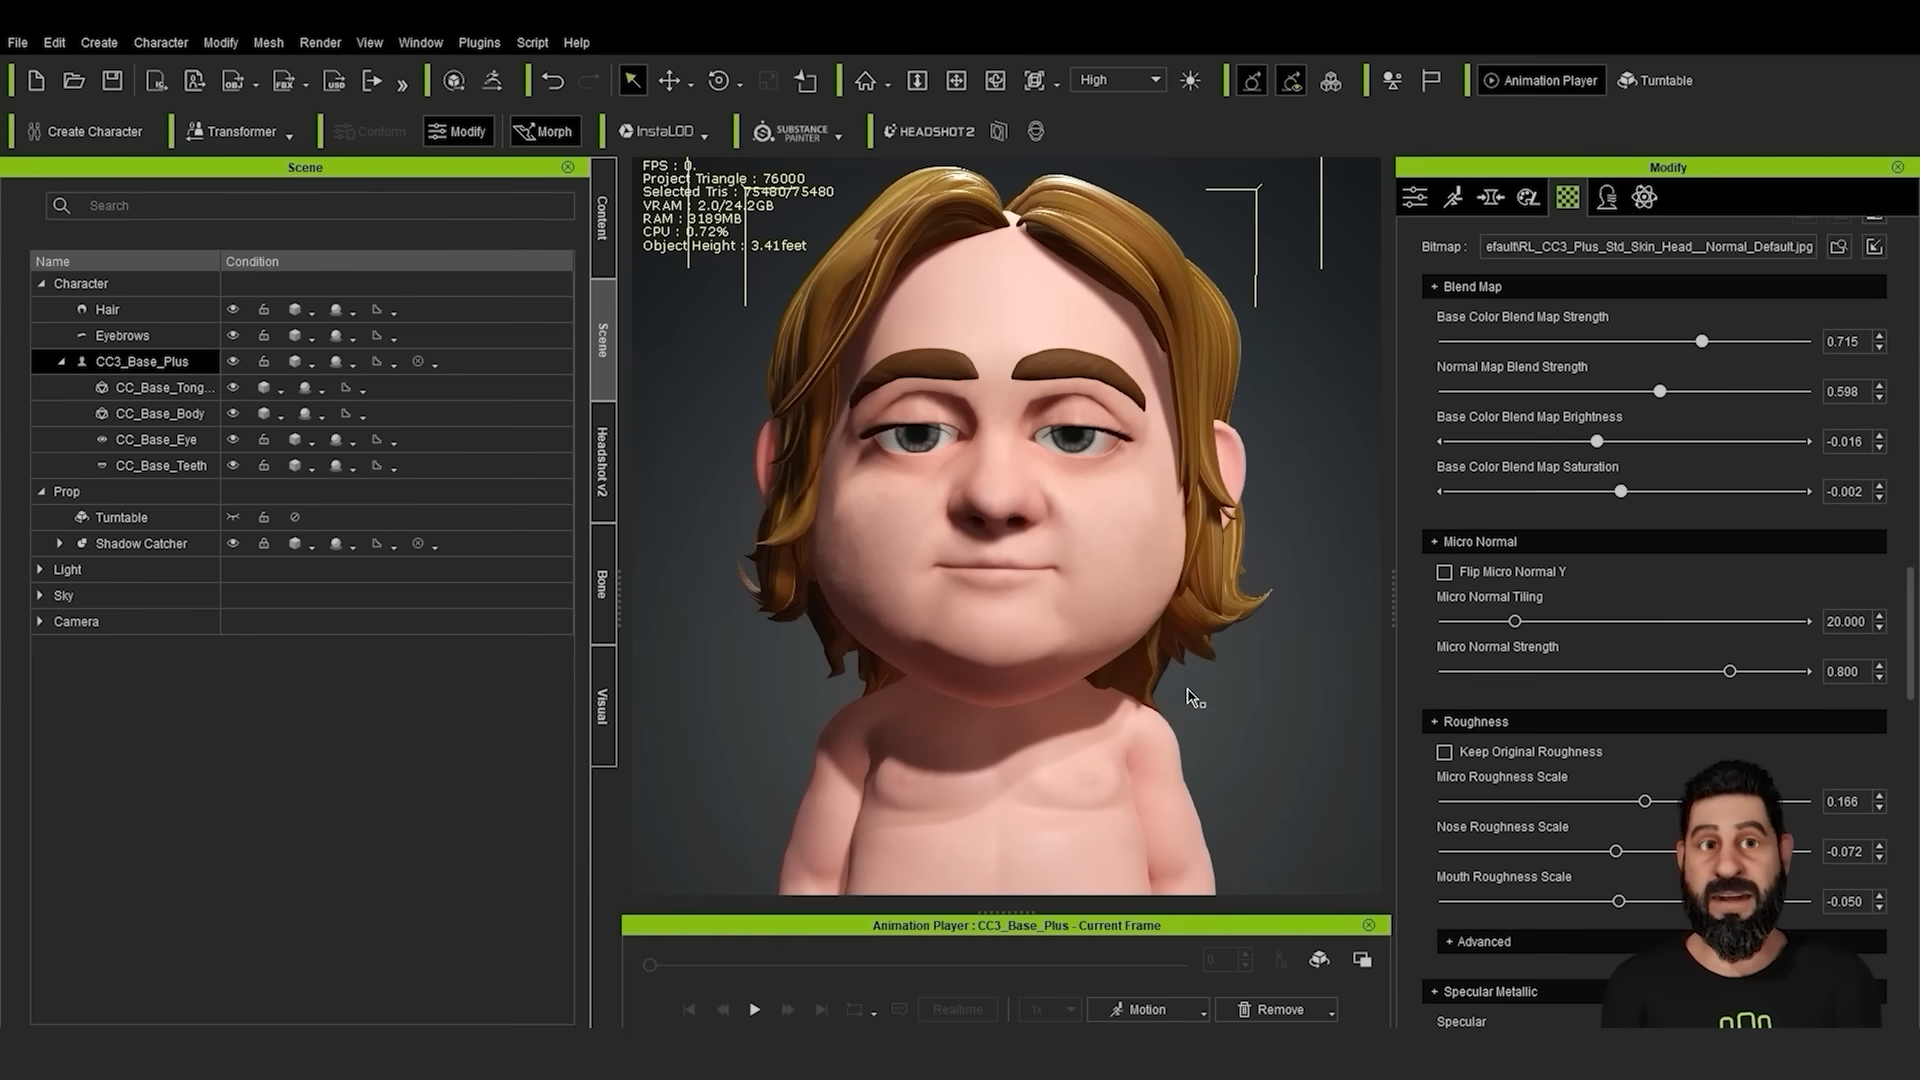 File Edit Create Character Modify Mesh Render View Window Plugins Script Help
High Animation Player Turntable
Create Character Transformer Conform Modify Morph InstaLOD SUBSTANCE PAINTER HEADSHOT 2
Scene
Search
Name Condition
Character
Hair
Eyebrows
CC3_Base_Plus
CC_Base_Tong...
CC_Base_Body
CC_Base_Eye
CC_Base_Teeth
Prop
Turntable
Shadow Catcher
Light
Sky
Camera
Content
Scene
Headshot v2
Bone
Visual
FPS : 0.
Project Triangle : 76000
Selected Tris : 75480/75480
VRAM : 2.0/24.2GB
RAM : 3189MB
CPU : 0.72%
Object Height : 3.41feet
Animation Player : CC3_Base_Plus - Current Frame
0
Realtime 1x Motion Remove
Modify
Bitmap : efault\RL_CC3_Plus_Std_Skin_Head__Normal_Default.jpg
+ Blend Map
Base Color Blend Map Strength
0.715
Normal Map Blend Strength
0.598
Base Color Blend Map Brightness
-0.016
Base Color Blend Map Saturation
-0.002
+ Micro Normal
Flip Micro Normal Y
Micro Normal Tiling
20.000
Micro Normal Strength
0.800
+ Roughness
Keep Original Roughness
Micro Roughness Scale
0.166
Nose Roughness Scale
-0.072
Mouth Roughness Scale
-0.050
+ Advanced
+ Specular Metallic
Specular